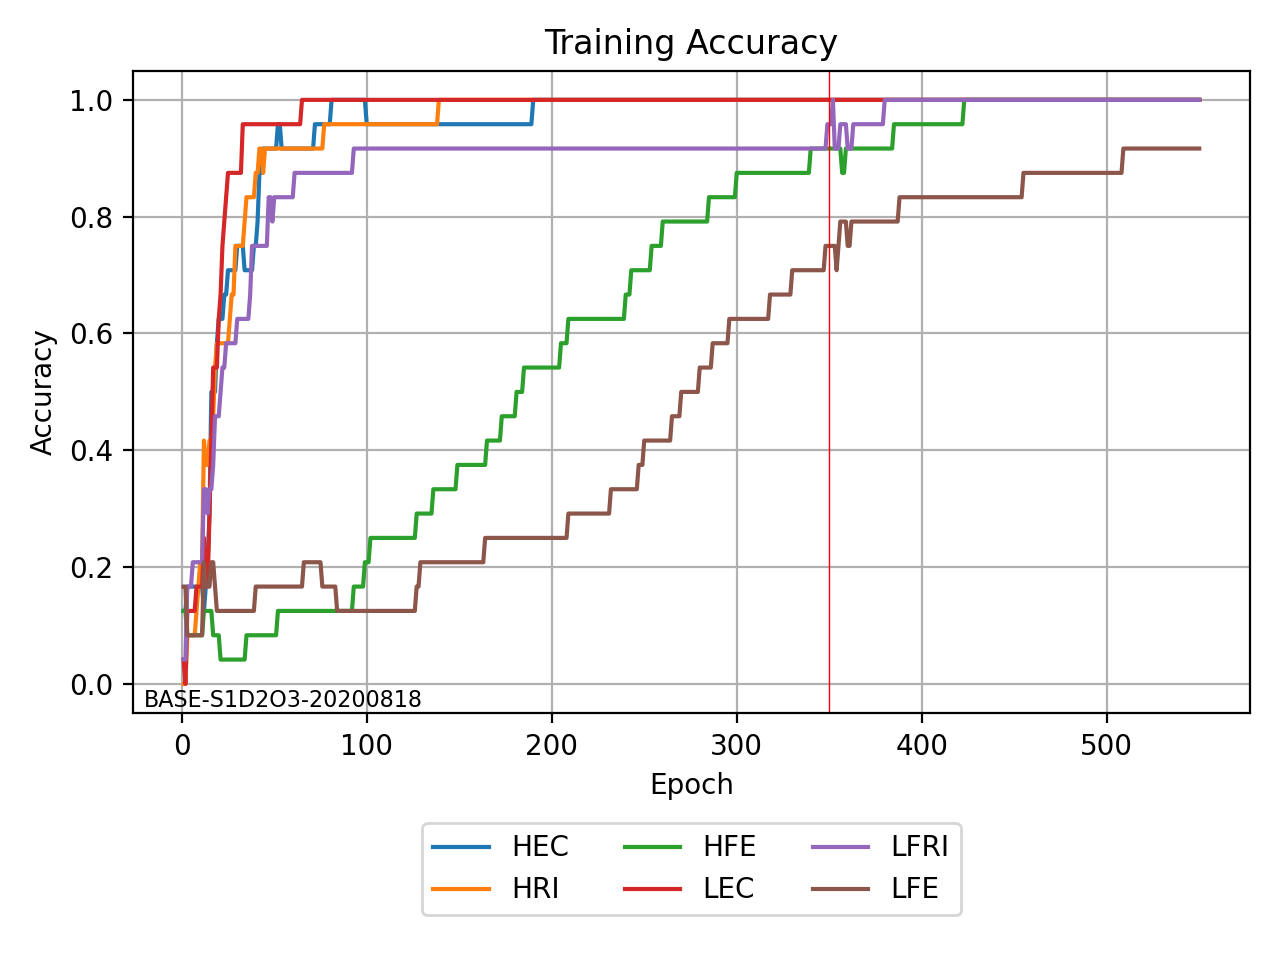 Training Accuracy
Accuracy
1.0
0.8
0.6
0.4
0.2
0.0
BASE-S1D2O3-20200818
0 100 200 300 400 500
Epoch
HEC HFE LFRI
HRI LEC LFE